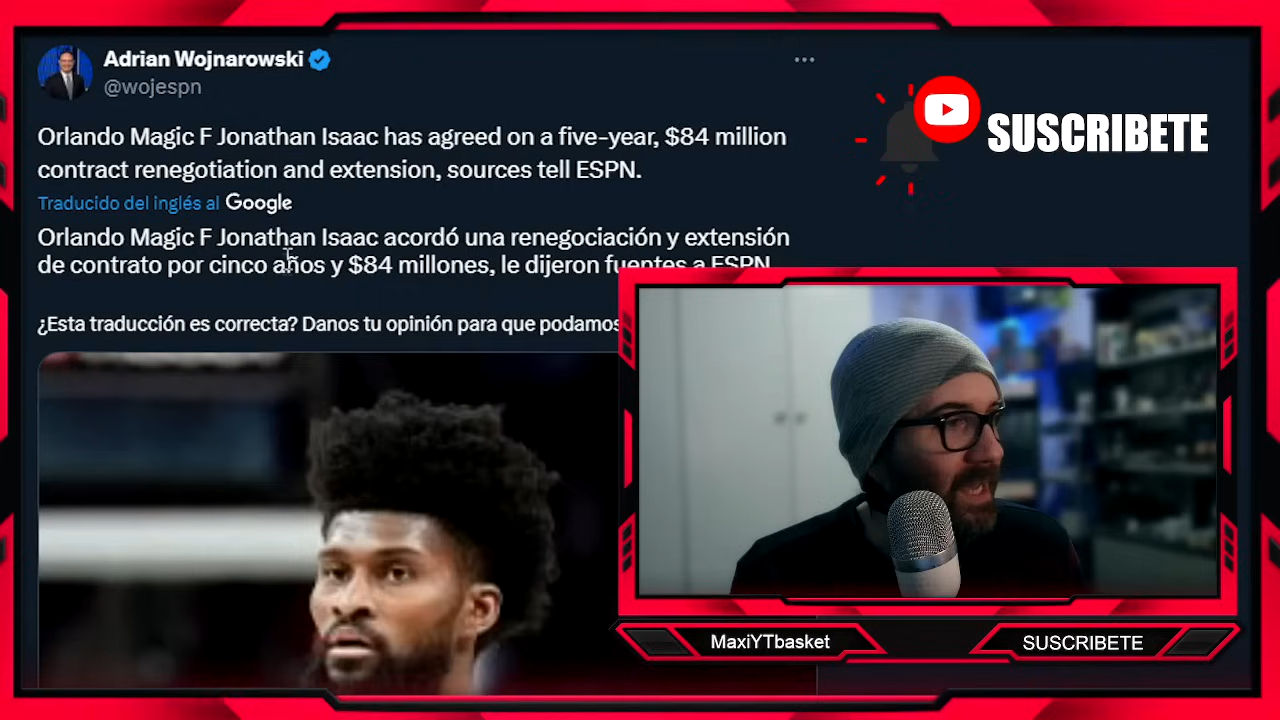 Adrian Wojnarowski
@wojespn
Orlando Magic F Jonathan Isaac has agreed on a five-year, $84 million
contract renegotiation and extension, sources tell ESPN.
Traducido del inglés al Google
Orlando Magic F Jonathan Isaac acordó una renegociación y extensión
de contrato por cinco años y $84 millones, le dijeron fuentes a ESPN
¿Esta traducción es correcta? Danos tu opinión para que podamos
SUSCRIBETE
MaxiYTbasket
SUSCRIBETE